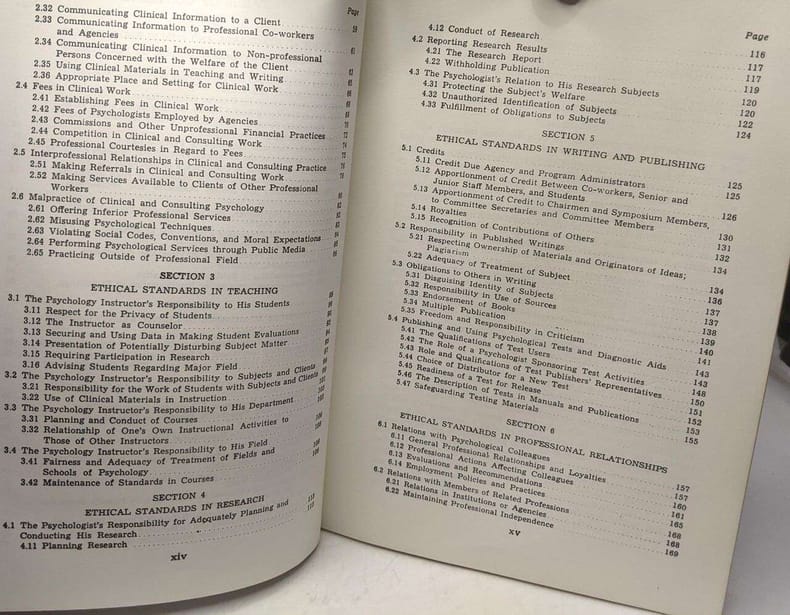 Page
2.32 Communicating Clinical Information to a Client
2.33 Communicating Information to Professional Co-workers 59
and Agencies
2.34 Communicating Clinical Information to Non-professional 61
Persons Concerned with the Welfare of the Client
2.35 Using Clinical Materials in Teaching and Writing
2.36 Appropriate Place and Setting for Clinical Work
2.4 Fees in Clinical Work
2.41 Establishing Fees in Clinical Work
2.42 Fees of Psychologists Employed by Agencies
2.43 Commissions and Other Unprofessional Financial Practices
2.44 Competition in Clinical and Consulting Work
2.45 Professional Courtesies in Regard to Fees
2.5 Interprofessional Relationships in Clinical and Consulting Practice
2.51 Making Referrals in Clinical and Consulting Work
2.52 Making Services Available to Clients of Other Professional
Workers
2.6 Malpractice of Clinical and Consulting Psychology
2.61 Offering Inferior Professional Services
2.62 Misusing Psychological Techniques
2.63 Violating Social Codes, Conventions, and Moral Expectations
2.64 Performing Psychological Services through Public Media
2.65 Practicing Outside of Professional Field
SECTION 3
ETHICAL STANDARDS IN TEACHING
3.1 The Psychology Instructor's Responsibility to His Students
3.11 Respect for the Privacy of Students
3.12 The Instructor as Counselor
3.13 Securing and Using Data in Making Student Evaluations
3.14 Presentation of Potentially Disturbing Subject Matter
3.15 Requiring Participation in Research
3.16 Advising Students Regarding Major Field
3.2 The Psychology Instructor's Responsibility to Subjects and Clients
3.21 Responsibility for the Work of Students with Subjects and Clients
3.22 Use of Clinical Materials in Instruction
3.3 The Psychology Instructor's Responsibility to His Department
3.31 Planning and Conduct of Courses
3.32 Relationship of One's Own Instructional Activities to
Those of Other Instructors
3.4 The Psychology Instructor's Responsibility to His Field
3.41 Fairness and Adequacy of Treatment of Fields and
Schools of Psychology
3.42 Maintenance of Standards in Courses
SECTION 4
ETHICAL STANDARDS IN RESEARCH
4.1 The Psychologist's Responsibility for Adequately Planning and
Conducting His Research
4.11 Planning Research
xiv
Page
4.12 Conduct of Research 116
4.2 Reporting Research Results 117
4.21 The Research Report 117
4.22 Withholding Publication 119
4.3 The Psychologist's Relation to His Research Subjects 120
4.31 Protecting the Subject's Welfare 120
4.32 Unauthorized Identification of Subjects 122
4.33 Fulfillment of Obligations to Subjects 124
SECTION 5
ETHICAL STANDARDS IN WRITING AND PUBLISHING
5.1 Credits 125
5.11 Credit Due Agency and Program Administrators 125
5.12 Apportionment of Credit Between Co-workers, Senior and
Junior Staff Members, and Students 126
5.13 Apportionment of Credit to Chairmen and Symposium Members,
to Committee Secretaries and Committee Members 130
5.14 Royalties 131
5.15 Recognition of Contributions of Others 132
5.2 Responsibility in Published Writings 134
5.21 Respecting Ownership of Materials and Originators of Ideas;
Plagiarism 134
5.22 Adequacy of Treatment of Subject 136
5.3 Obligations to Others in Writing 137
5.31 Disguising Identity of Subjects 137
5.32 Responsibility in Use of Sources 138
5.33 Endorsement of Books 139
5.34 Multiple Publication 140
5.35 Freedom and Responsibility in Criticism 141
5.4 Publishing and Using Psychological Tests and Diagnostic Aids 143
5.41 The Qualifications of Test Users 143
5.42 The Role of a Psychologist Sponsoring Test Activities 148
5.43 Role and Qualifications of Test Publishers' Representatives 150
5.44 Choice of Distributor for a New Test 151
5.45 Readiness of a Test for Release 152
5.46 The Description of Tests in Manuals and Publications 153
5.47 Safeguarding Testing Materials 155
SECTION 6
ETHICAL STANDARDS IN PROFESSIONAL RELATIONSHIPS
6.1 Relations with Psychological Colleagues 157
6.11 General Professional Relationships and Loyalties 157
6.12 Professional Actions Affecting Colleagues 160
6.13 Evaluations and Recommendations 161
6.14 Employment Policies and Practices 165
6.2 Relations with Members of Related Professions 168
6.21 Relations in Institutions or Agencies 168
6.22 Maintaining Professional Independence 169
xv